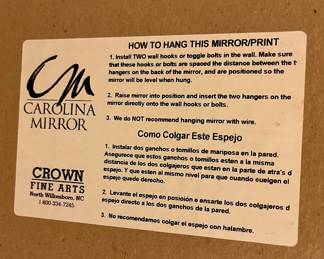 CM
CAROLINA
MIRROR
CROWN
FINE ARTS
North Wilkesboro, NC
1-800-334-7245
HOW TO HANG THIS MIRROR/PRINT
1. Install TWO wall hooks or toggle bolts in the wall. Make sure
that these hooks or bolts are spaced the distance between the t
hangers on the back of the mirror, and are positioned so the
mirror will be level when hung.
2. Raise mirror into position and insert the two hangers on the
mirror directly onto the wall hooks or bolts.
3. We do NOT recommend hanging mirror with wire.
Como Colgar Este Espejo
1. Instalar dos ganchos o tornillos de mariposa en la pared.
Asegurece que estos ganchos o tornillos esten a la misma
distancia de los dos colgajeros que estan en la parte de atra's d
espejo. Y que esten al mismo nivel para que cuando cuelgen el
espejo quede derecho.
2. Levante el espejo en posición e ensarte los dos colgajeros d
espejo directo a los dos ganchos de la pared.
3. No recomendamos colgar el espejo con halambre.